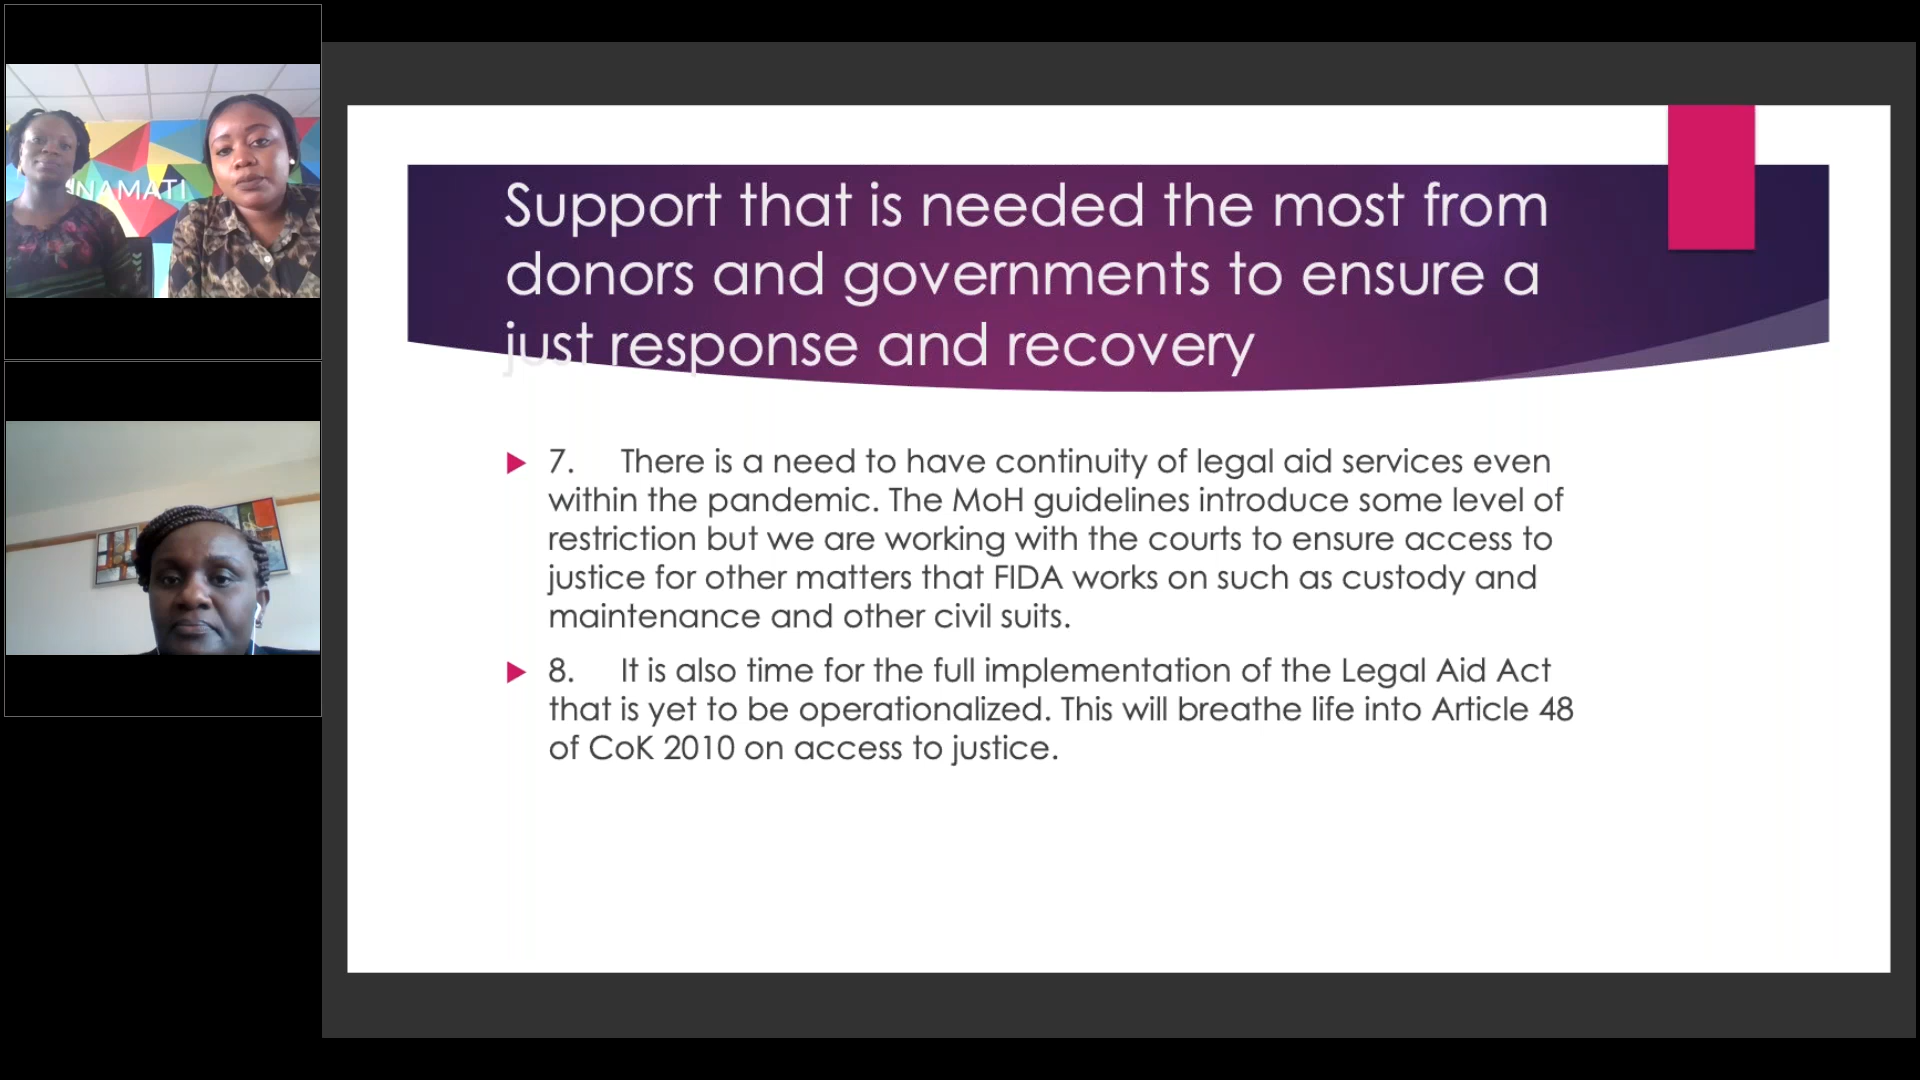 NAMATI
Support that is needed the most from
donors and governments to ensure a
just response and recovery
7. There is a need to have continuity of legal aid services even
within the pandemic. The MoH guidelines introduce some level of
restriction but we are working with the courts to ensure access to
justice for other matters that FIDA works on such as custody and
maintenance and other civil suits.
8. It is also time for the full implementation of the Legal Aid Act
that is yet to be operationalized. This will breathe life into Article 48
of CoK 2010 on access to justice.